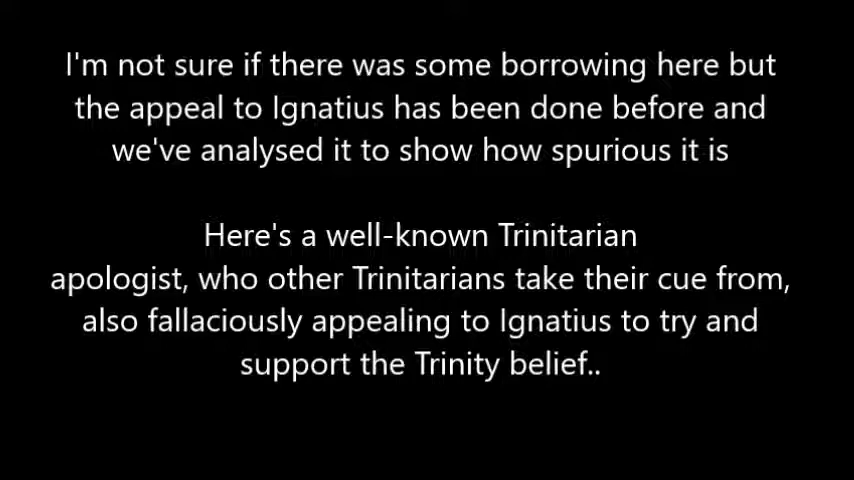 I'm not sure if there was some borrowing here but
the appeal to Ignatius has been done before and
we've analysed it to show how spurious it is
Here's a well-known Trinitarian
apologist, who other Trinitarians take their cue from,
also fallaciously appealing to Ignatius to try and
support the Trinity belief..